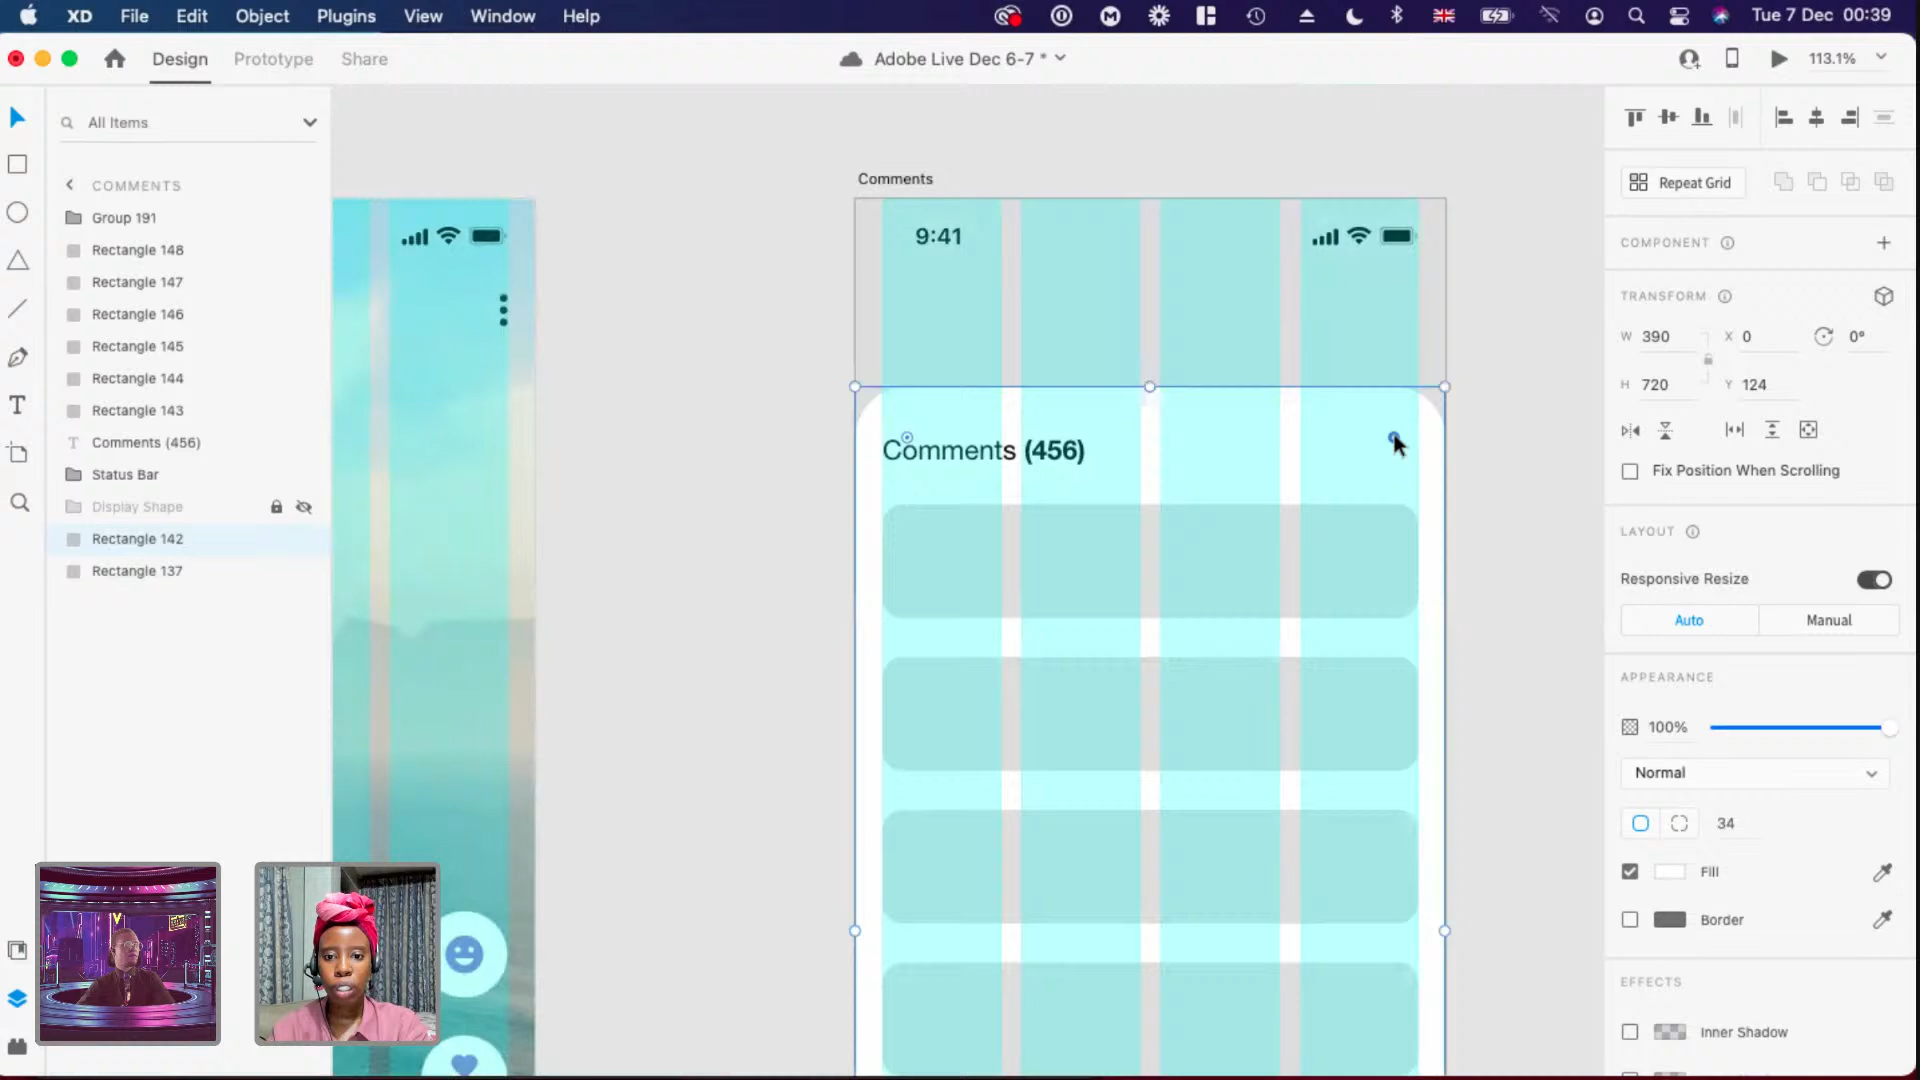 XD File Edit Object Plugins View Window Help Tue 7 Dec 00:39
Design Prototype Share Adobe Live Dec 6-7 * 113.1%
All Items
COMMENTS
Group 191
Rectangle 148
Rectangle 147
Rectangle 146
Rectangle 145
Rectangle 144
Rectangle 143
T Comments (456)
Status Bar
Display Shape
Rectangle 142
Rectangle 137
Comments
9:41
Comments (456)
Repeat Grid
COMPONENT
TRANSFORM
W 390 X 0 0°
H 720 Y 124
Fix Position When Scrolling
LAYOUT
Responsive Resize
Auto Manual
APPEARANCE
100%
Normal
34
Fill
Border
EFFECTS
Inner Shadow